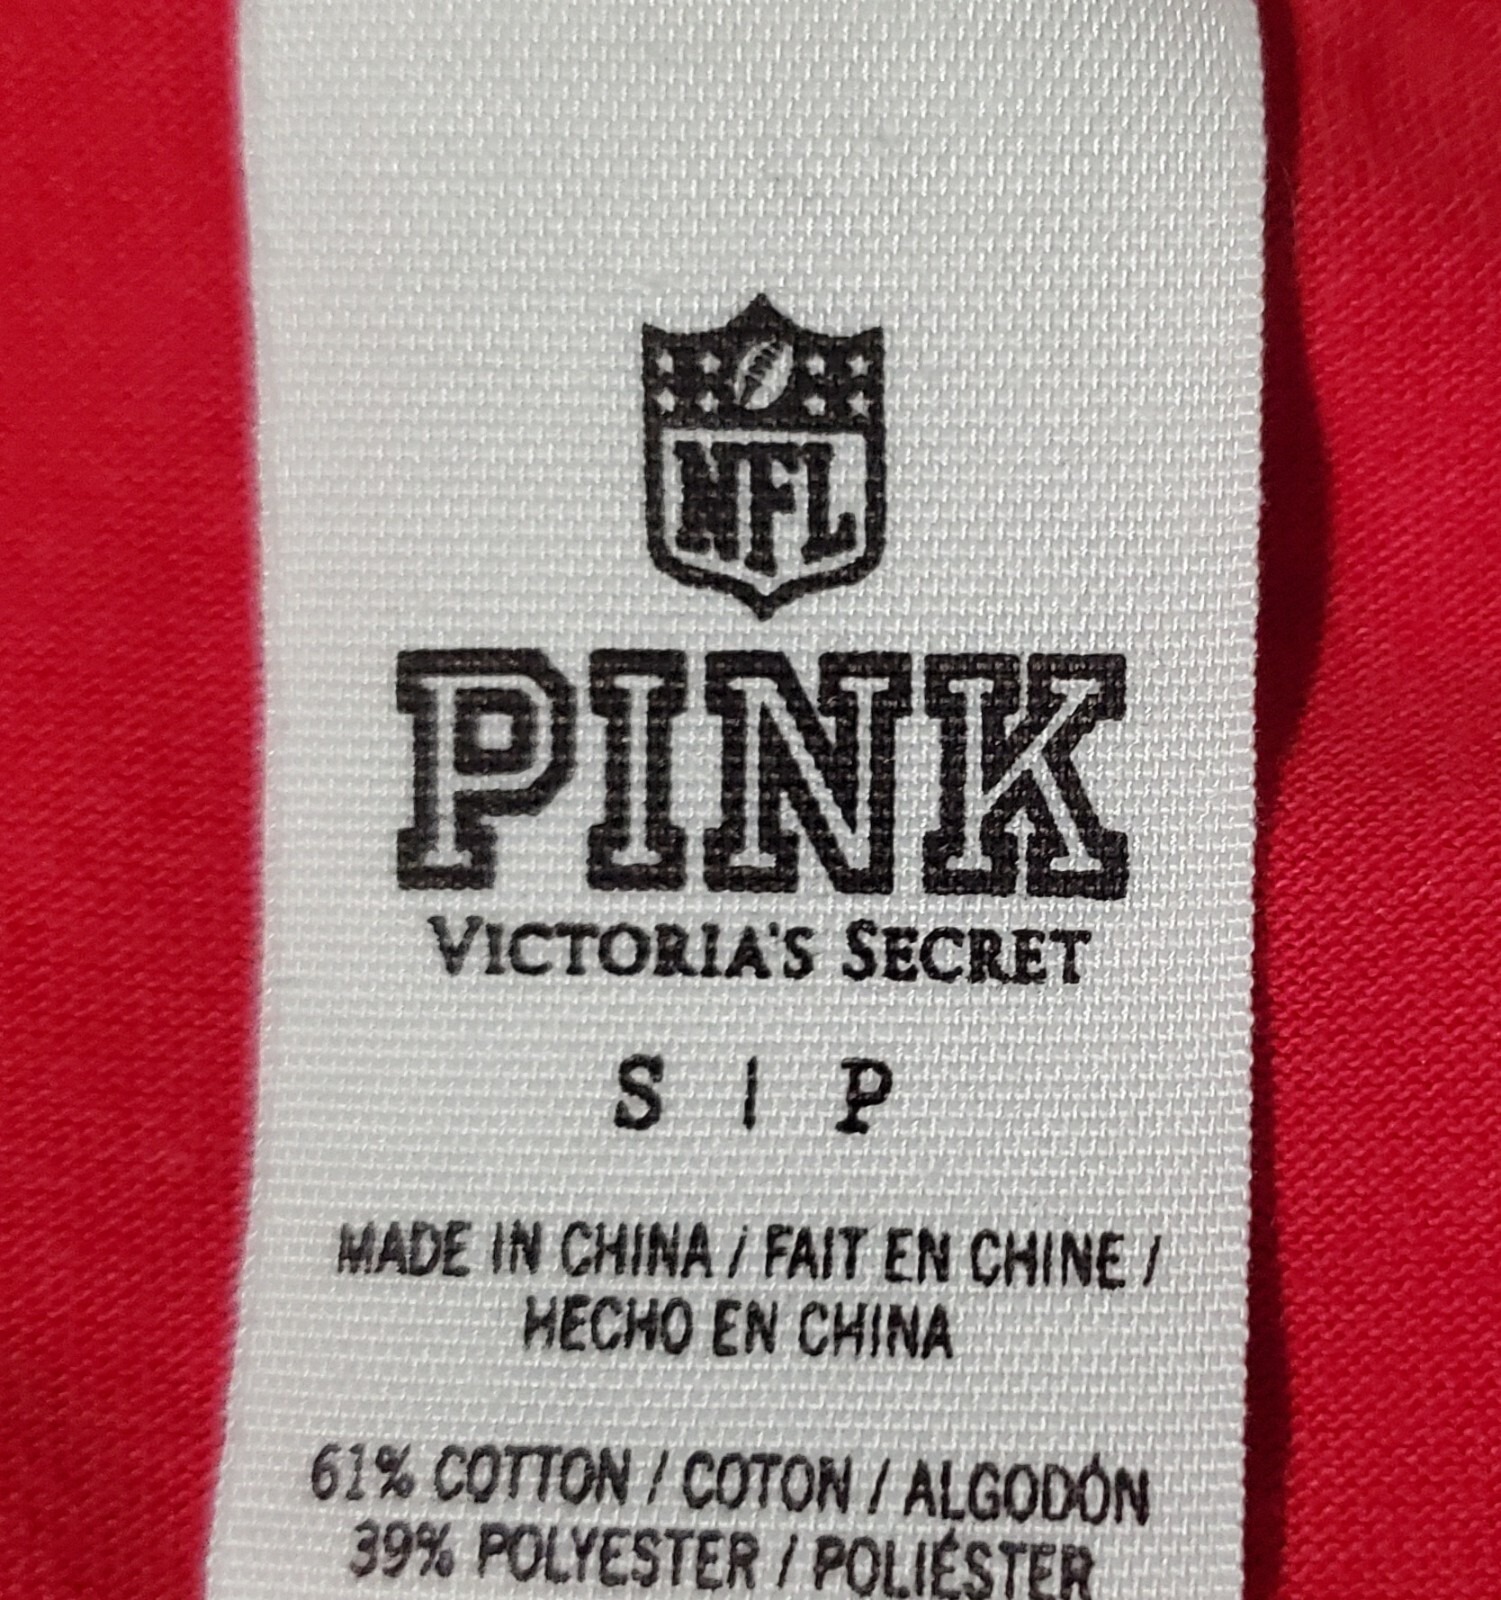 NFL
PINK
VICTORIA'S SECRET
S | P
MADE IN CHINA / FAIT EN CHINE /
HECHO EN CHINA
61% COTTON / COTON / ALGODÓN
39% POLYESTER / POLIÉSTER